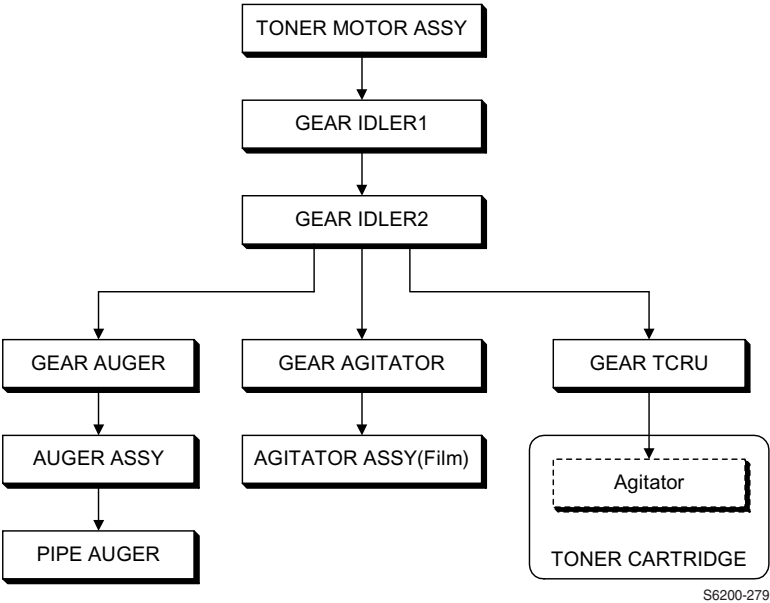 TONER MOTOR ASSY
GEAR IDLER1
GEAR IDLER2
GEAR AUGER
GEAR AGITATOR
GEAR TCRU
AUGER ASSY
AGITATOR ASSY(Film)
Agitator
PIPE AUGER
TONER CARTRIDGE
S6200-279